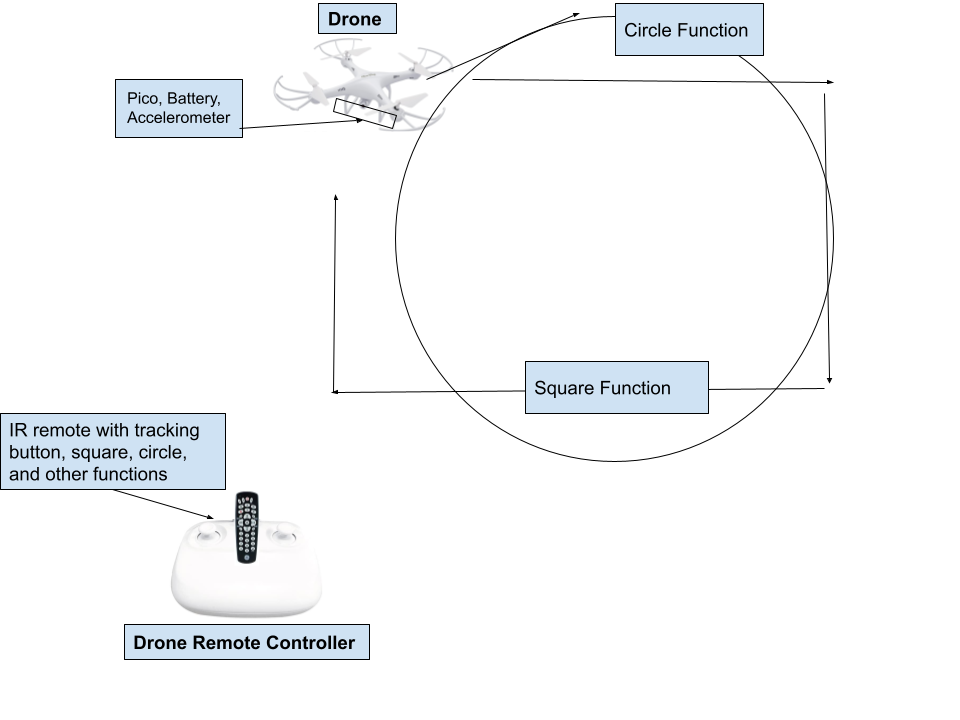 Drone
Circle Function
Pico, Battery,
Accelerometer
Square Function
IR remote with tracking
button, square, circle,
and other functions
Drone Remote Controller